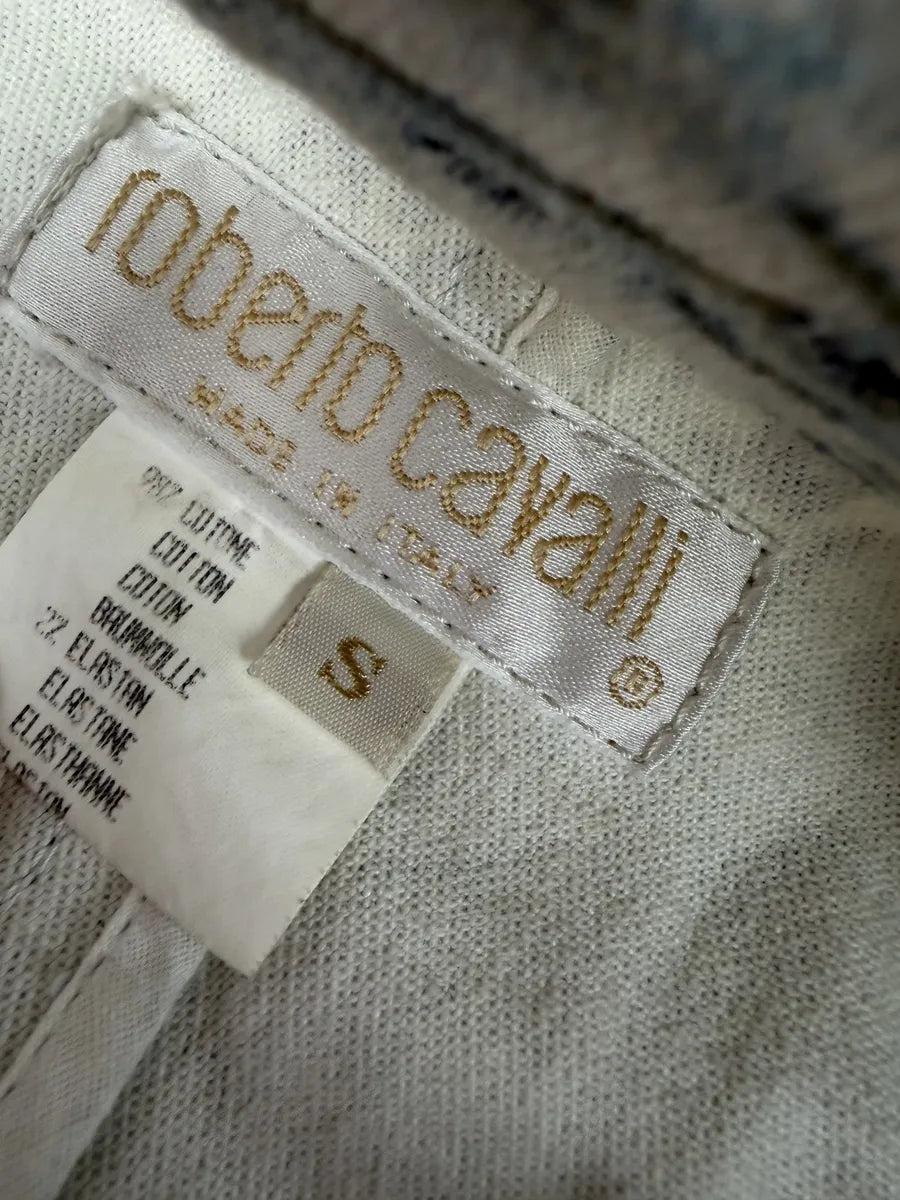 roberto cavalli
MADE IN ITALY
®
S
98% COTONE
COTTON
COTON
BAUMWOLLE
2% ELASTAN
ELASTANE
ELASTHANNE